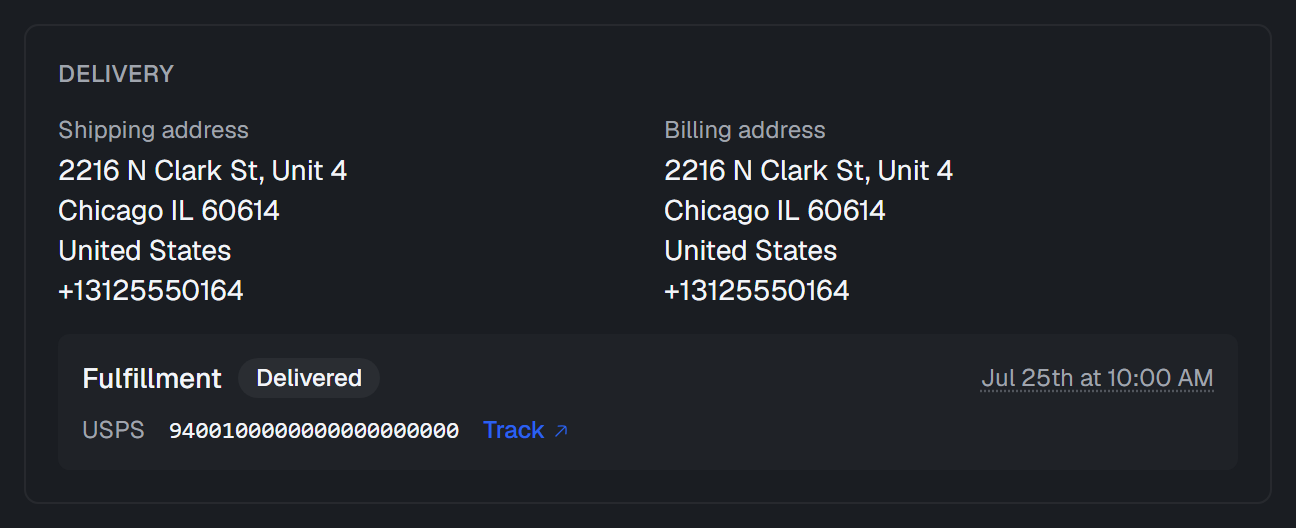 DELIVERY
Shipping address
2216 N Clark St, Unit 4
Chicago IL 60614
United States
+13125550164
Billing address
2216 N Clark St, Unit 4
Chicago IL 60614
United States
+13125550164
Fulfillment Delivered Jul 25th at 10:00 AM
USPS 9400100000000000000000 Track ↗